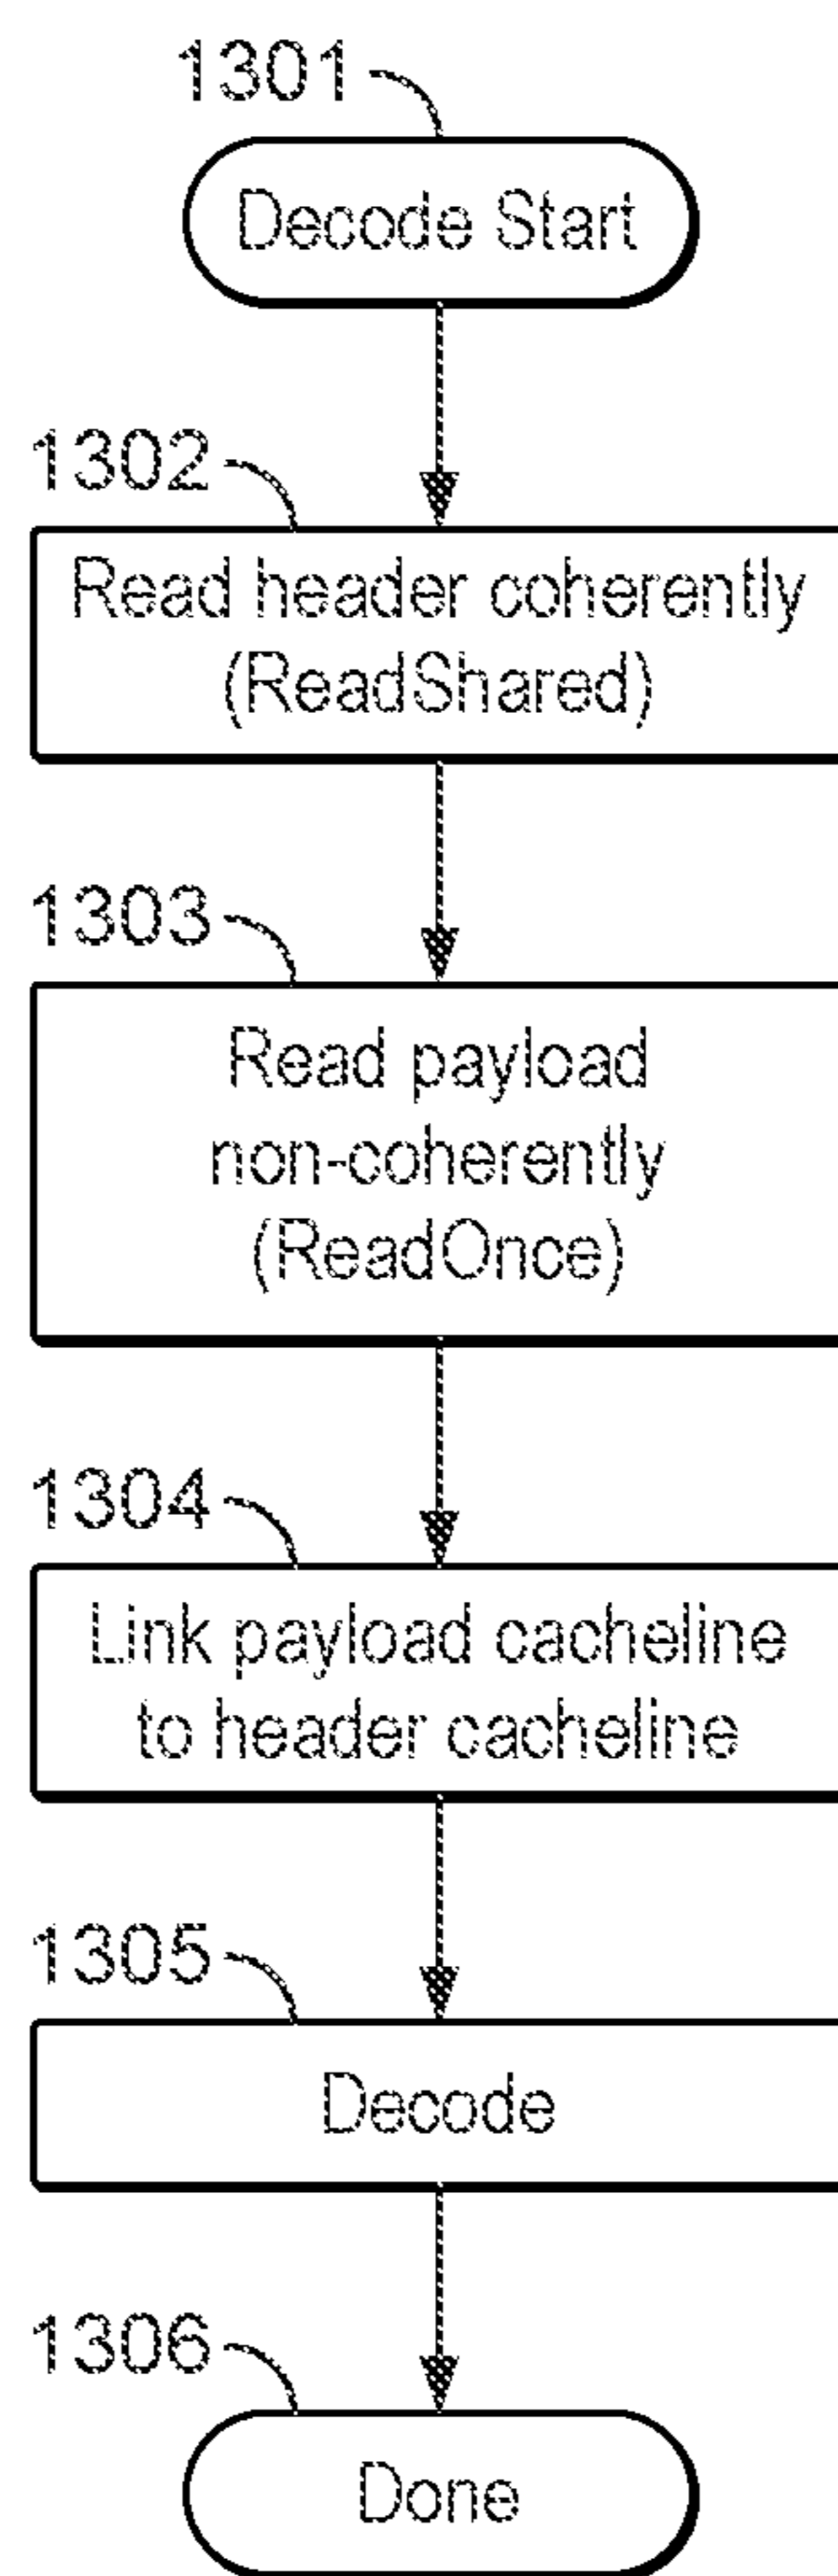 1301
Decode Start
1302
Read header coherently
(ReadShared)
1303
Read payload
non-coherently
(ReadOnce)
1304
Link payload cacheline
to header cacheline
1305
Decode
1306
Done